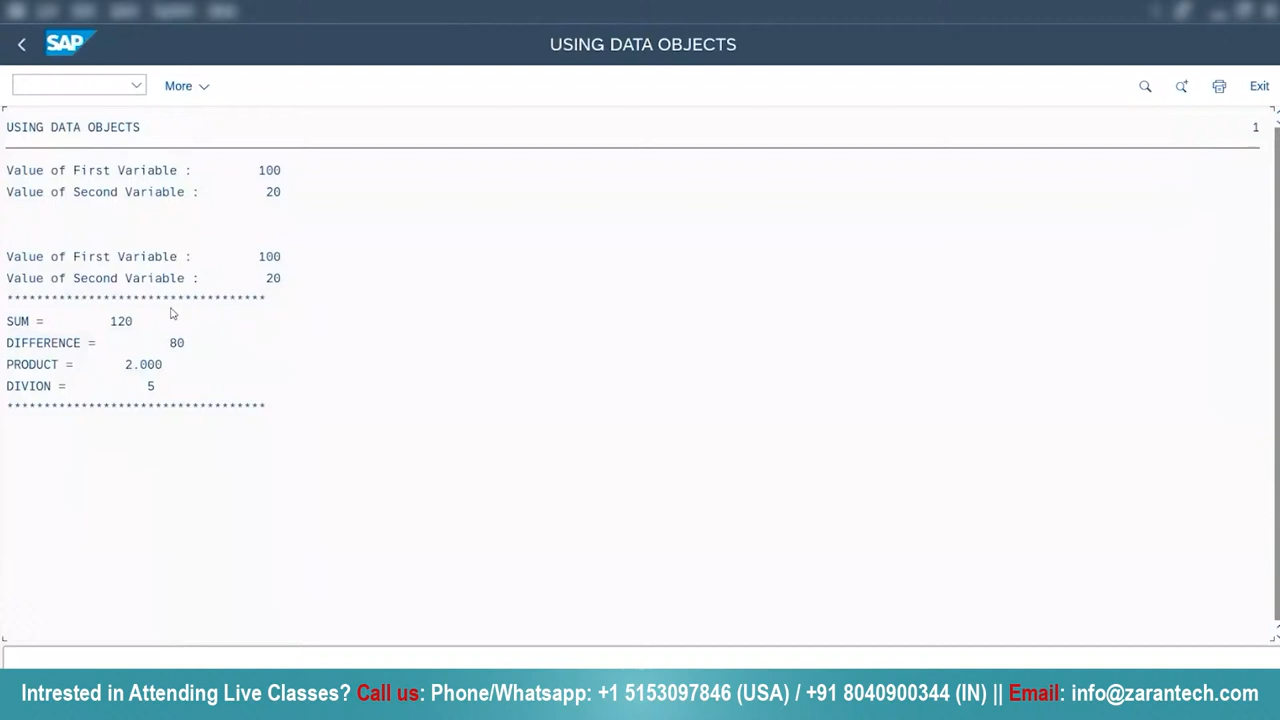 SAP
USING DATA OBJECTS
More
Exit
USING DATA OBJECTS 1
Value of First Variable : 100
Value of Second Variable : 20
Value of First Variable : 100
Value of Second Variable : 20
***********************************
SUM = 120
DIFFERENCE = 80
PRODUCT = 2.000
DIVION = 5
***********************************
Intrested in Attending Live Classes? Call us: Phone/Whatsapp: +1 5153097846 (USA) / +91 8040900344 (IN) || Email: info@zarantech.com